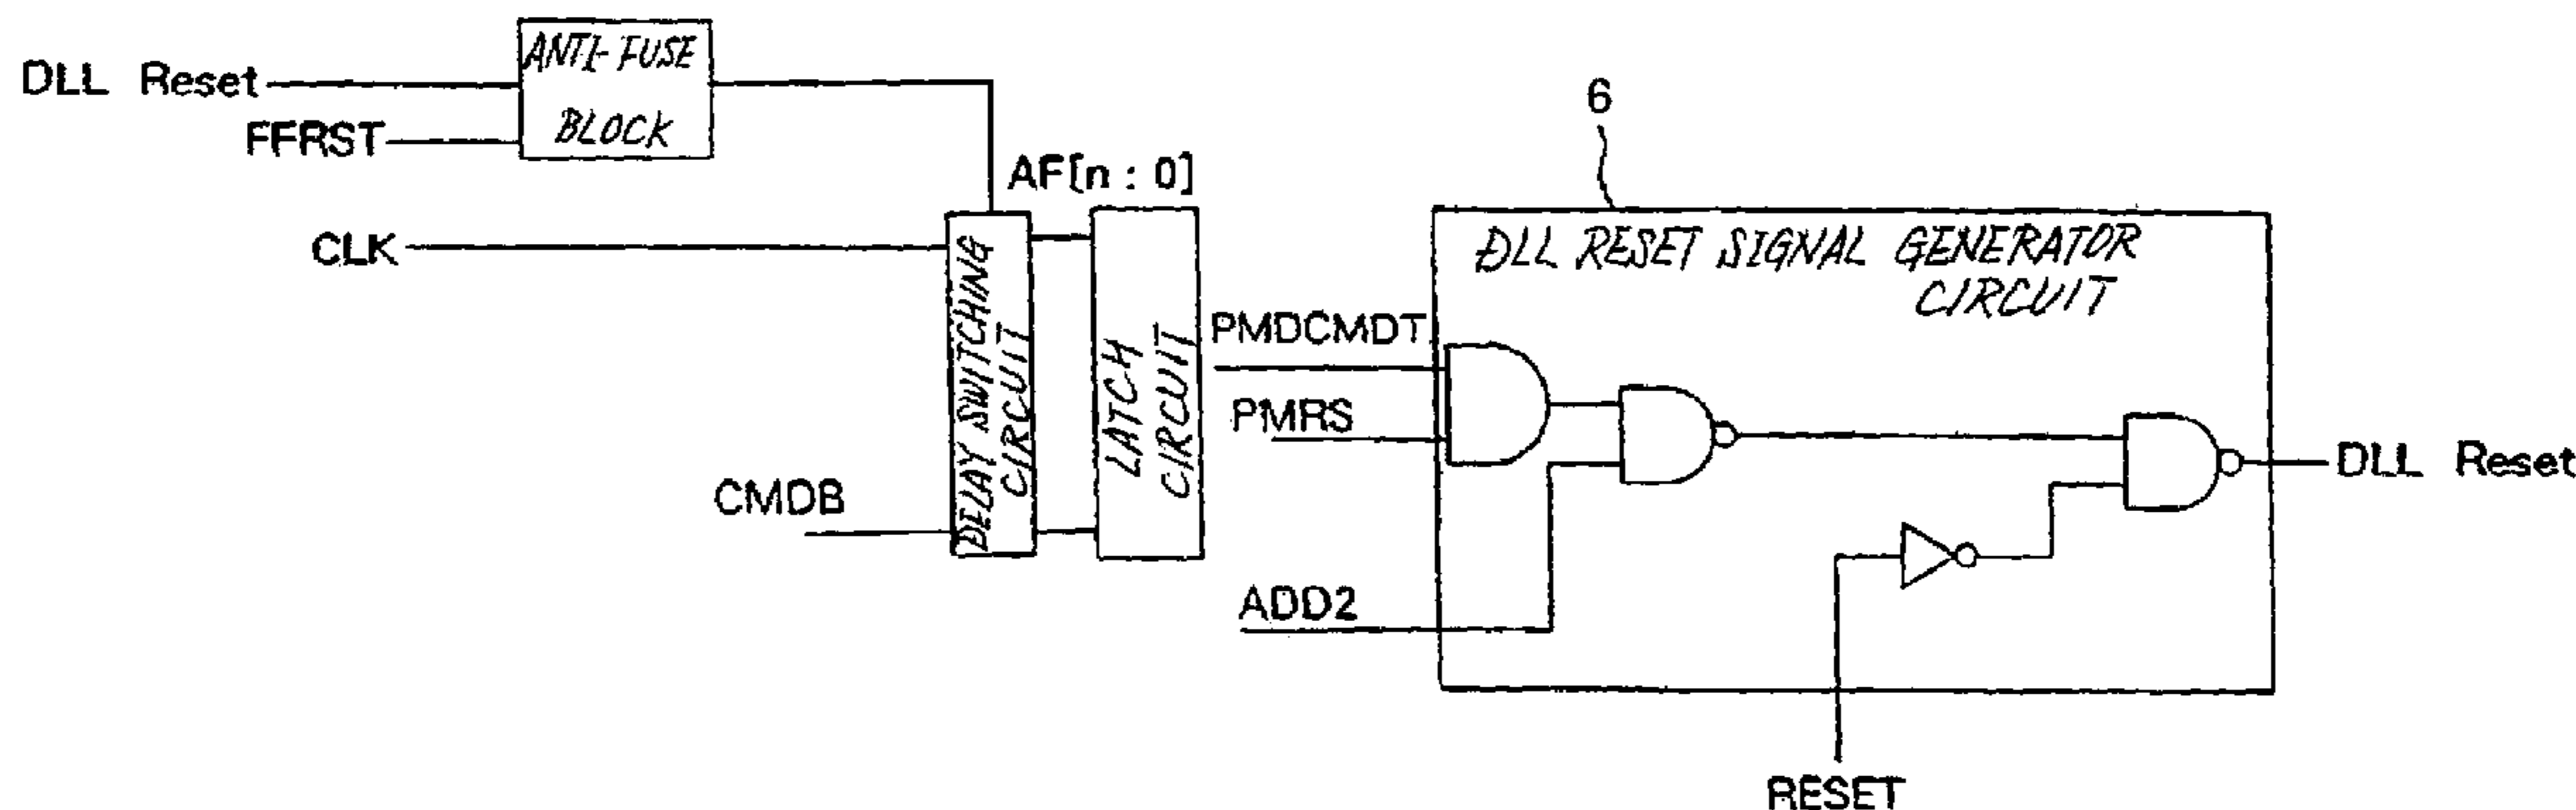 DLL Reset
FFRST
ANTI-FUSE
BLOCK
AF[n : 0]
CLK
CMDB
DELAY SWITCHING
CIRCUIT
LATCH
CIRCUIT
6
DLL RESET SIGNAL GENERATOR
CIRCUIT
PMDCMDT
PMRS
ADD2
DLL Reset
RESET